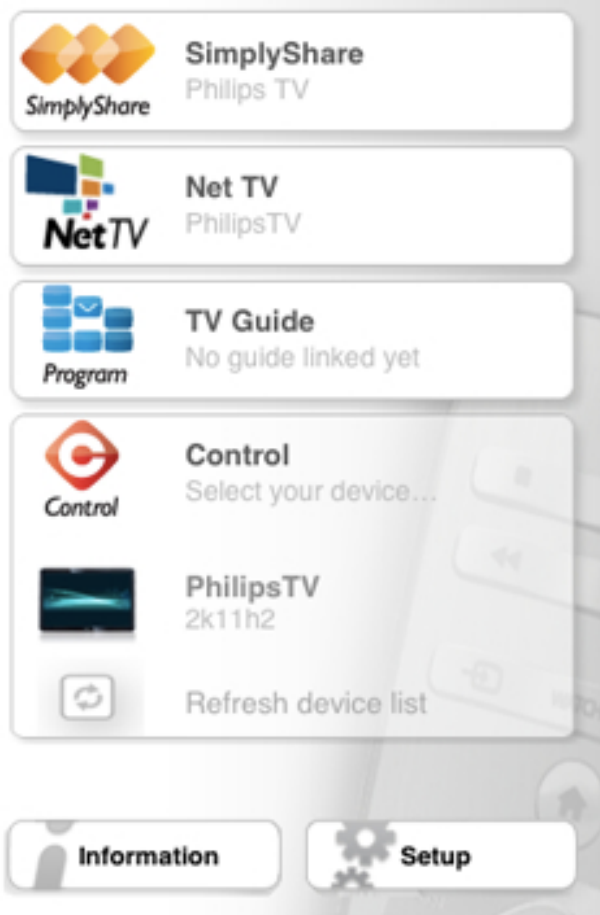 SimplyShare
SimplyShare
Philips TV
NetTV
Net TV
PhilipsTV
Program
TV Guide
No guide linked yet
Control
Control
Select your device...
PhilipsTV
2k11h2
Refresh device list
Information
Setup